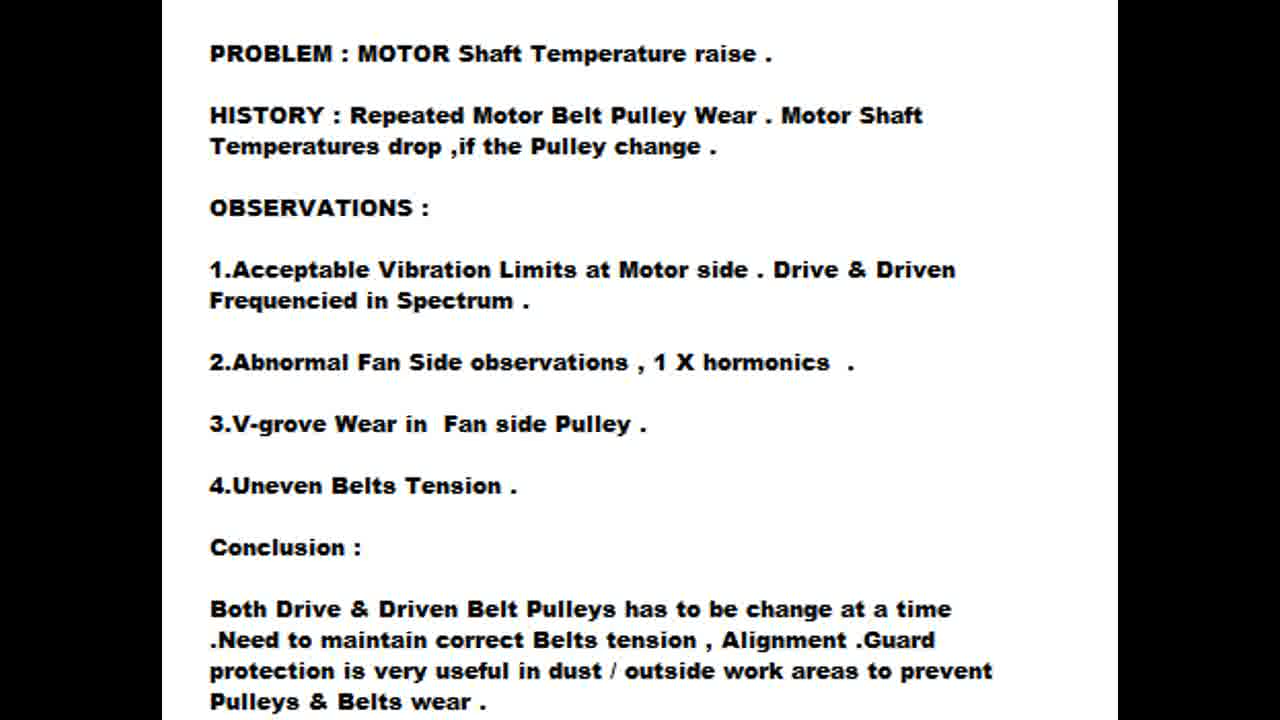 PROBLEM : MOTOR Shaft Temperature raise .
HISTORY : Repeated Motor Belt Pulley Wear . Motor Shaft
Temperatures drop ,if the Pulley change .
OBSERVATIONS :
1.Acceptable Vibration Limits at Motor side . Drive & Driven
Frequencied in Spectrum .
2.Abnormal Fan Side observations , 1 X hormonics  .
3.V-grove Wear in  Fan side Pulley .
4.Uneven Belts Tension .
Conclusion :
Both Drive & Driven Belt Pulleys has to be change at a time
.Need to maintain correct Belts tension , Alignment .Guard
protection is very useful in dust / outside work areas to prevent
Pulleys & Belts wear .